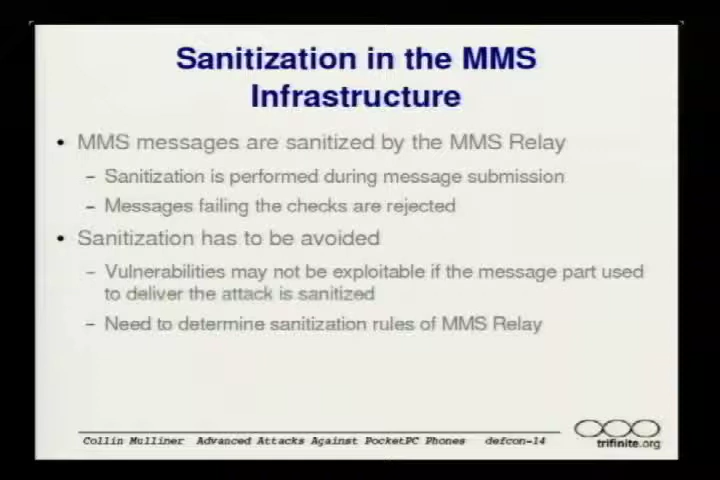 Sanitization in the MMS
Infrastructure
• MMS messages are sanitized by the MMS Relay
– Sanitization is performed during message submission
– Messages failing the checks are rejected
• Sanitization has to be avoided
– Vulnerabilities may not be exploitable if the message part used
to deliver the attack is sanitized
– Need to determine sanitization rules of MMS Relay
Collin Mulliner Advanced Attacks Against PocketPC Phones defcon-14
trifinite.org